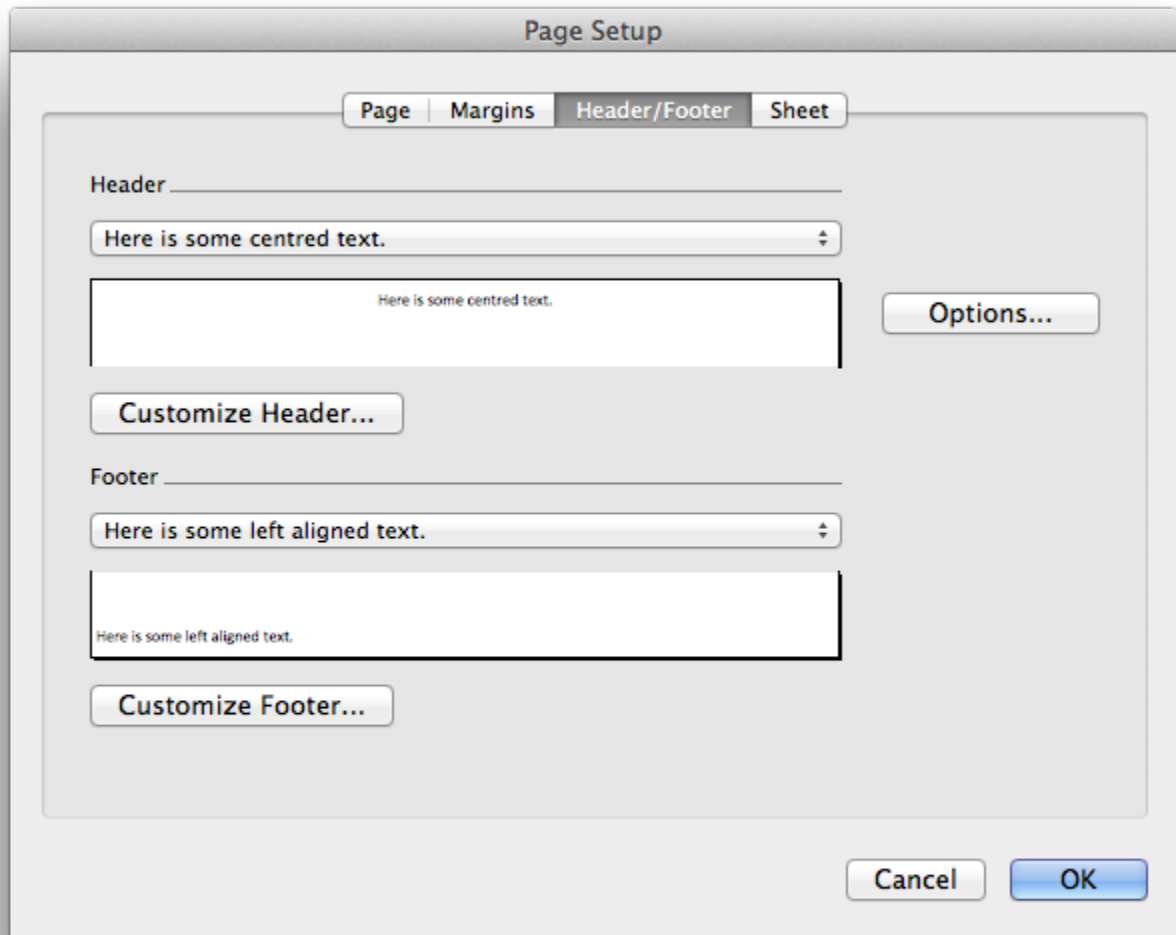 Page Setup
Page Margins Header/Footer Sheet
Header
Here is some centred text.
Here is some centred text.
Options...
Customize Header...
Footer
Here is some left aligned text.
Here is some left aligned text.
Customize Footer...
Cancel OK